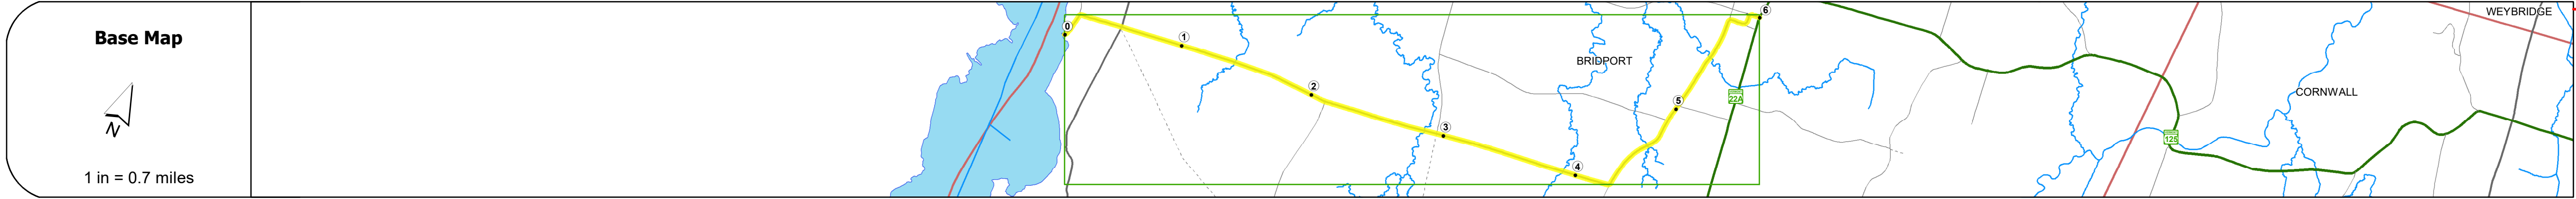 Base Map
N
1 in = 0.7 miles
0
1
2
3
4
5
6
BRIDPORT
22A
125
CORNWALL
WEYBRIDGE